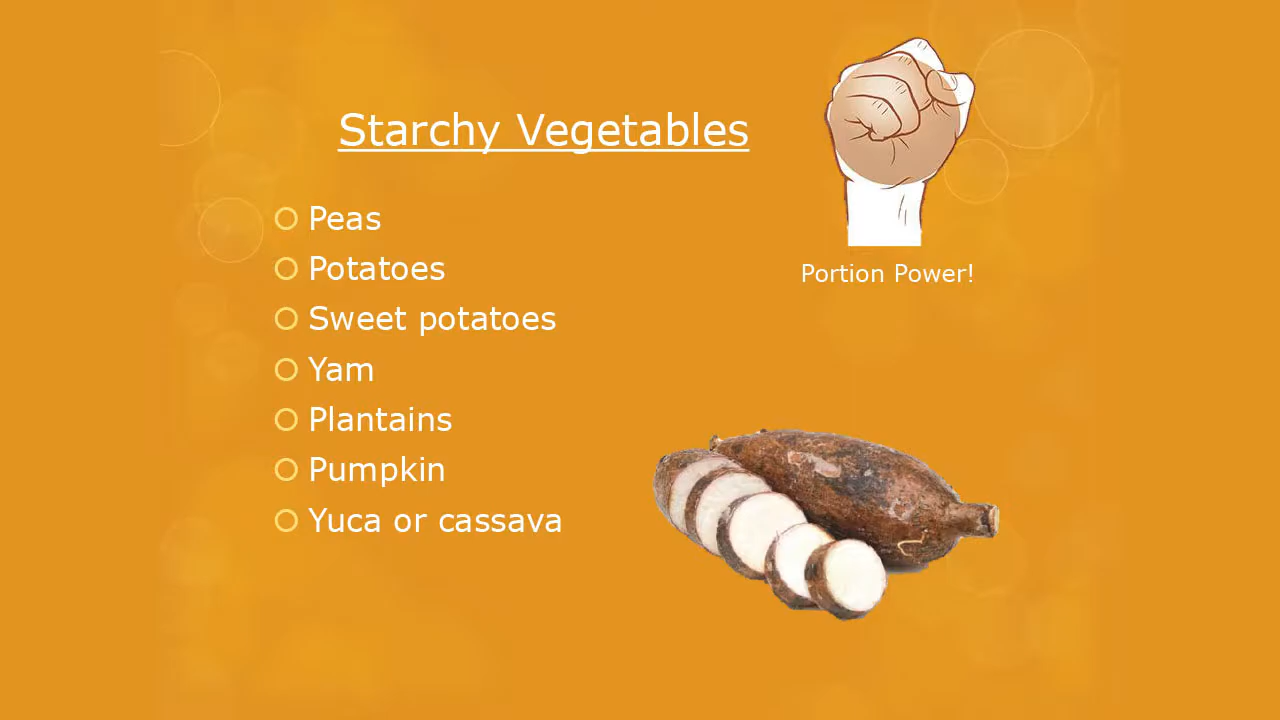 Starchy Vegetables
Peas
Potatoes
Sweet potatoes
Yam
Plantains
Pumpkin
Yuca or cassava
Portion Power!